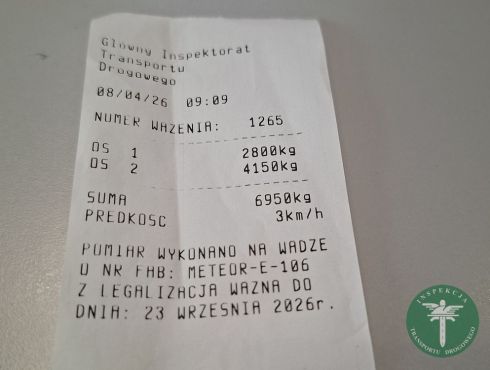 Glowny Inspektorat
Transportu
Drogowego
08/04/26 09:09
NUMER WAZENIA: 1265
OS 1 2800kg
OS 2 4150kg
SUMA 6950kg
PREDKOSC 3km/h
POMIAR WYKONANO NA WADZE
O NR FAB: METEOR-E-106
Z LEGALIZACJA WAZNA DO
DNIA: 23 WRZESNIA 2026r.
INSPEKCJA
TRANSPORTU DROGOWEGO